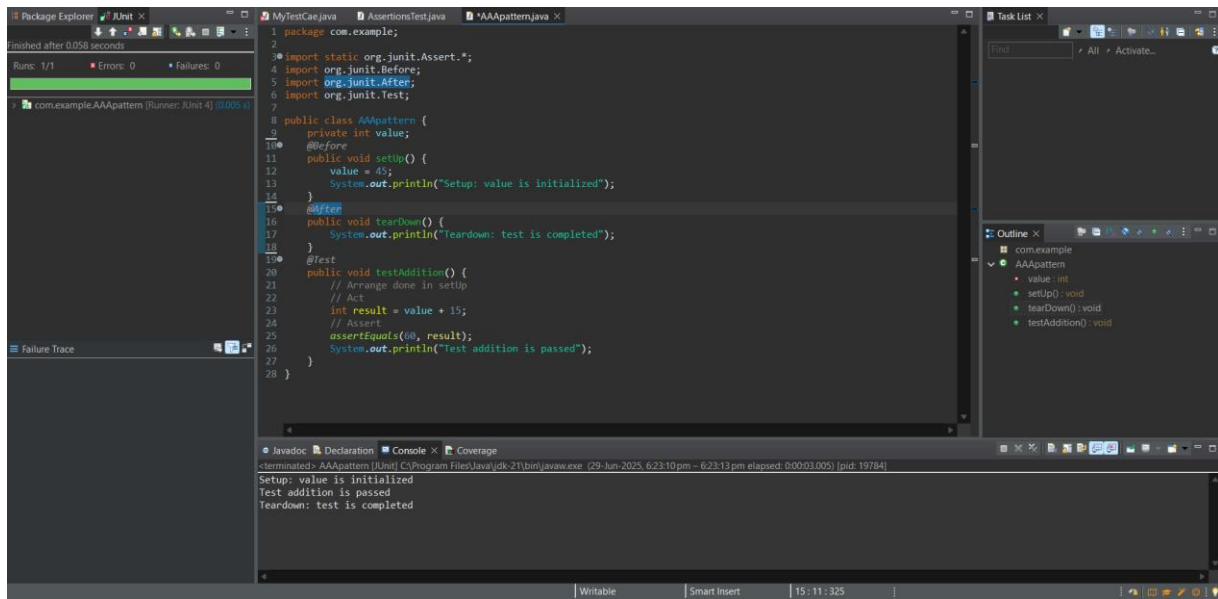 Package Explorer
JUnit
Finished after 0.058 seconds
Runs: 1/1
Errors: 0
Failures: 0
com.example.AAApattern [Runner: JUnit 4] (0.005 s)
Failure Trace
MyTestCae.java
AssertionsTest.java
*AAApattern.java
1 package com.example;
2
3 import static org.junit.Assert.*;
4 import org.junit.Before;
5 import org.junit.After;
6 import org.junit.Test;
7
8 public class AAApattern {
9 private int value;
10 @Before
11 public void setUp() {
12 value = 45;
13 System.out.println("Setup: value is initialized");
14 }
15 @After
16 public void tearDown() {
17 System.out.println("Teardown: test is completed");
18 }
19 @Test
20 public void testAddition() {
21 // Arrange done in setUp
22 // Act
23 int result = value + 15;
24 // Assert
25 assertEquals(60, result);
26 System.out.println("Test addition is passed");
27 }
28 }
Javadoc
Declaration
Console
Coverage
<terminated> AAApattern [JUnit] C:\Program Files\Java\jdk-21\bin\javaw.exe (29-Jun-2025, 6:23:10 pm – 6:23:13 pm elapsed: 0:00:03.005) [pid: 19784]
Setup: value is initialized
Test addition is passed
Teardown: test is completed
Task List
Find
All
Activate...
Outline
com.example
AAApattern
value : int
setUp() : void
tearDown() : void
testAddition() : void
Writable
Smart Insert
15 : 11 : 325